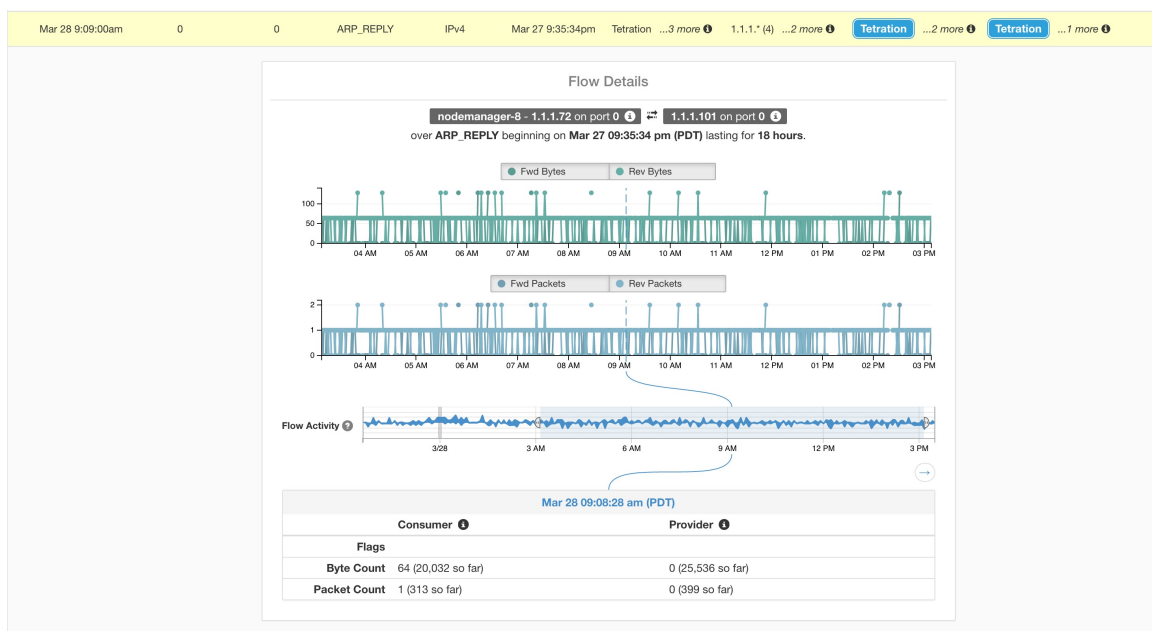 Mar 28 9:09:00am 0 0 ARP_REPLY IPv4 Mar 27 9:35:34pm Tetration ...3 more 1.1.1.* (4) ...2 more Tetration ...2 more Tetration ...1 more
Flow Details
nodemanager-8 - 1.1.1.72 on port 0 1.1.1.101 on port 0
over ARP_REPLY beginning on Mar 27 09:35:34 pm (PDT) lasting for 18 hours.
Fwd Bytes Rev Bytes
100
50
0
04 AM 05 AM 06 AM 07 AM 08 AM 09 AM 10 AM 11 AM 12 PM 01 PM 02 PM 03 PM
Fwd Packets Rev Packets
2
1
0
04 AM 05 AM 06 AM 07 AM 08 AM 09 AM 10 AM 11 AM 12 PM 01 PM 02 PM 03 PM
Flow Activity
3/28 3 AM 6 AM 9 AM 12 PM 3 PM
Mar 28 09:08:28 am (PDT)
Consumer Provider
Flags
Byte Count 64 (20,032 so far) 0 (25,536 so far)
Packet Count 1 (313 so far) 0 (399 so far)